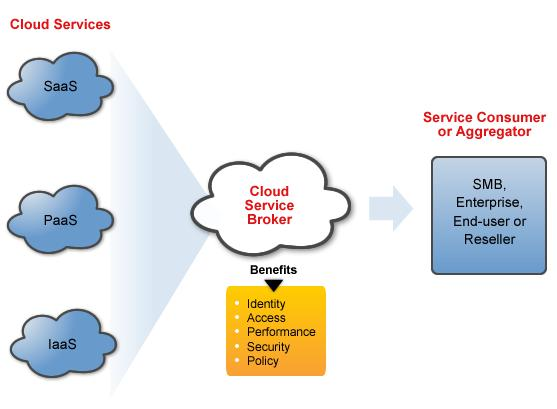 Cloud Services
SaaS
PaaS
IaaS
Cloud
Service
Broker
Benefits
• Identity
• Access
• Performance
• Security
• Policy
Service Consumer
or Aggregator
SMB,
Enterprise,
End-user or
Reseller